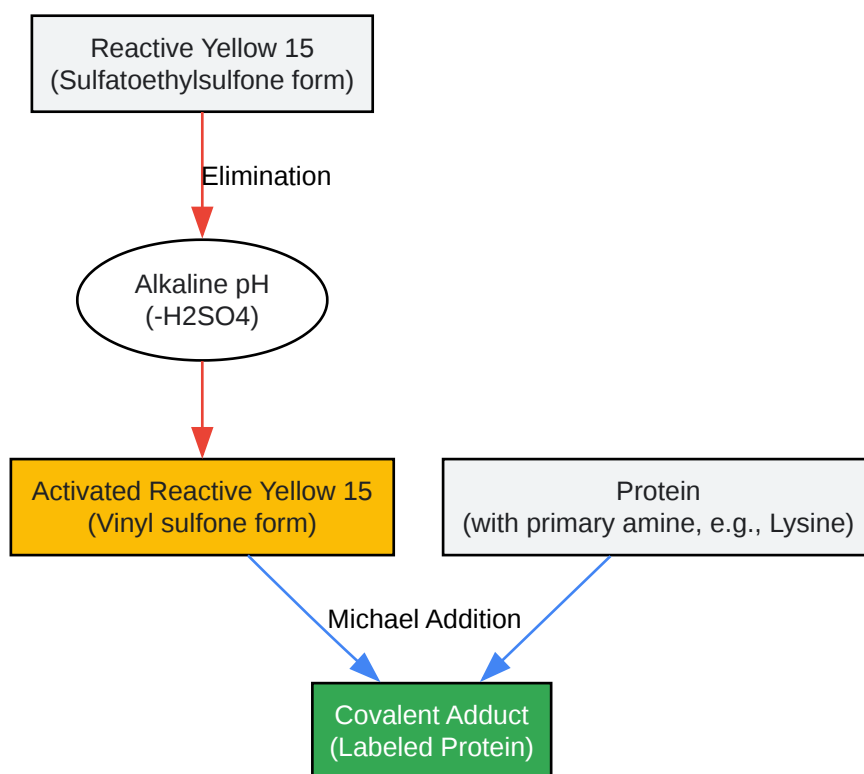 Reactive Yellow 15
(Sulfatoethylsulfone form)
Elimination
Alkaline pH
(-H2SO4)
Activated Reactive Yellow 15
(Vinyl sulfone form)
Protein
(with primary amine, e.g., Lysine)
Michael Addition
Covalent Adduct
(Labeled Protein)